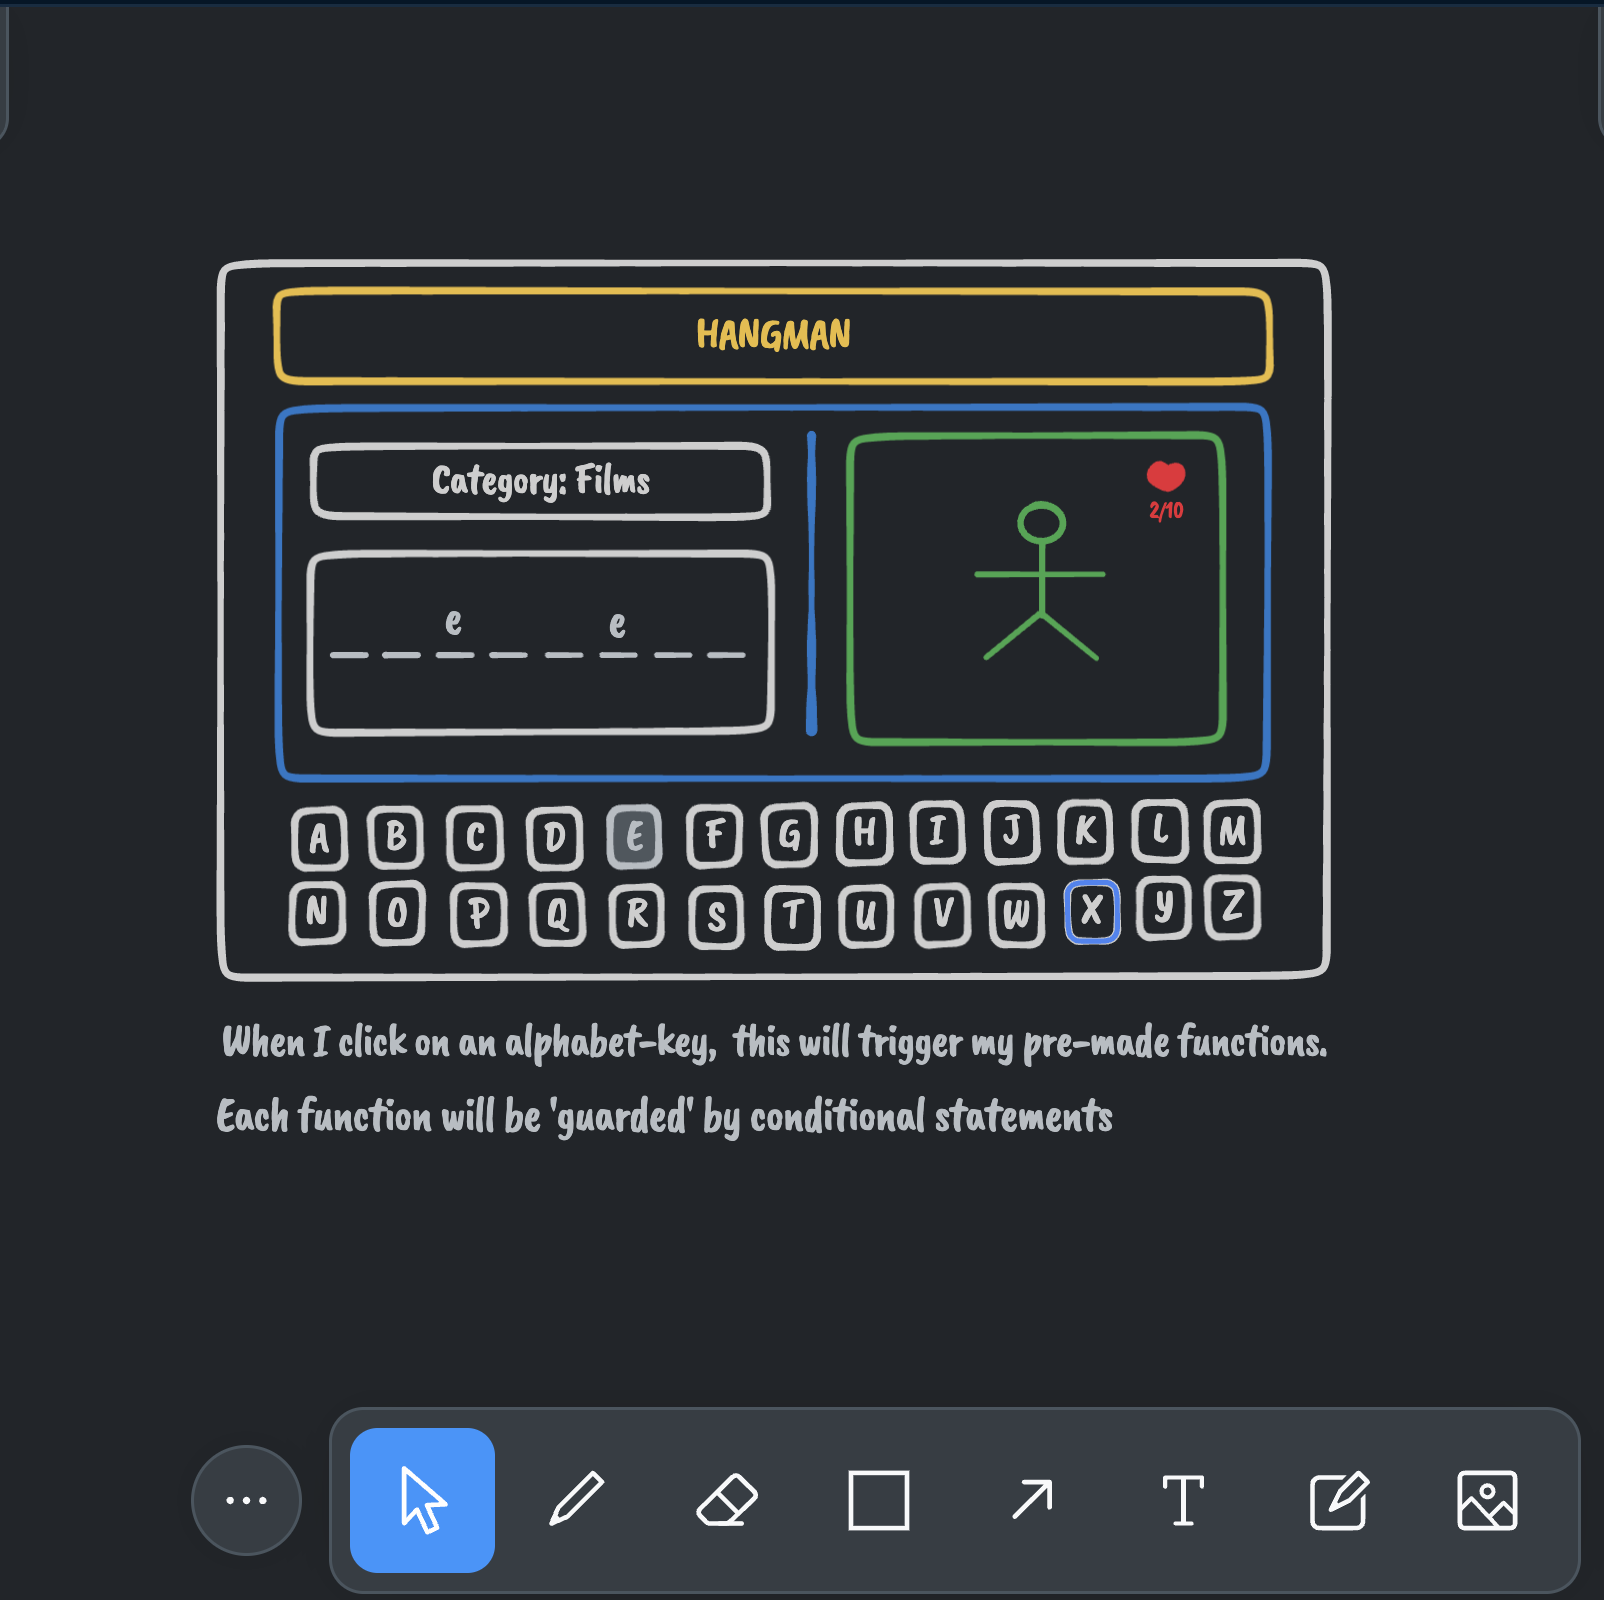 HANGMAN
Category: Films
2/10
e e
A B C D E F G H I J K L M
N O P Q R S T U V W X Y Z
When I click on an alphabet-key, this will trigger my pre-made functions.
Each function will be 'guarded' by conditional statements